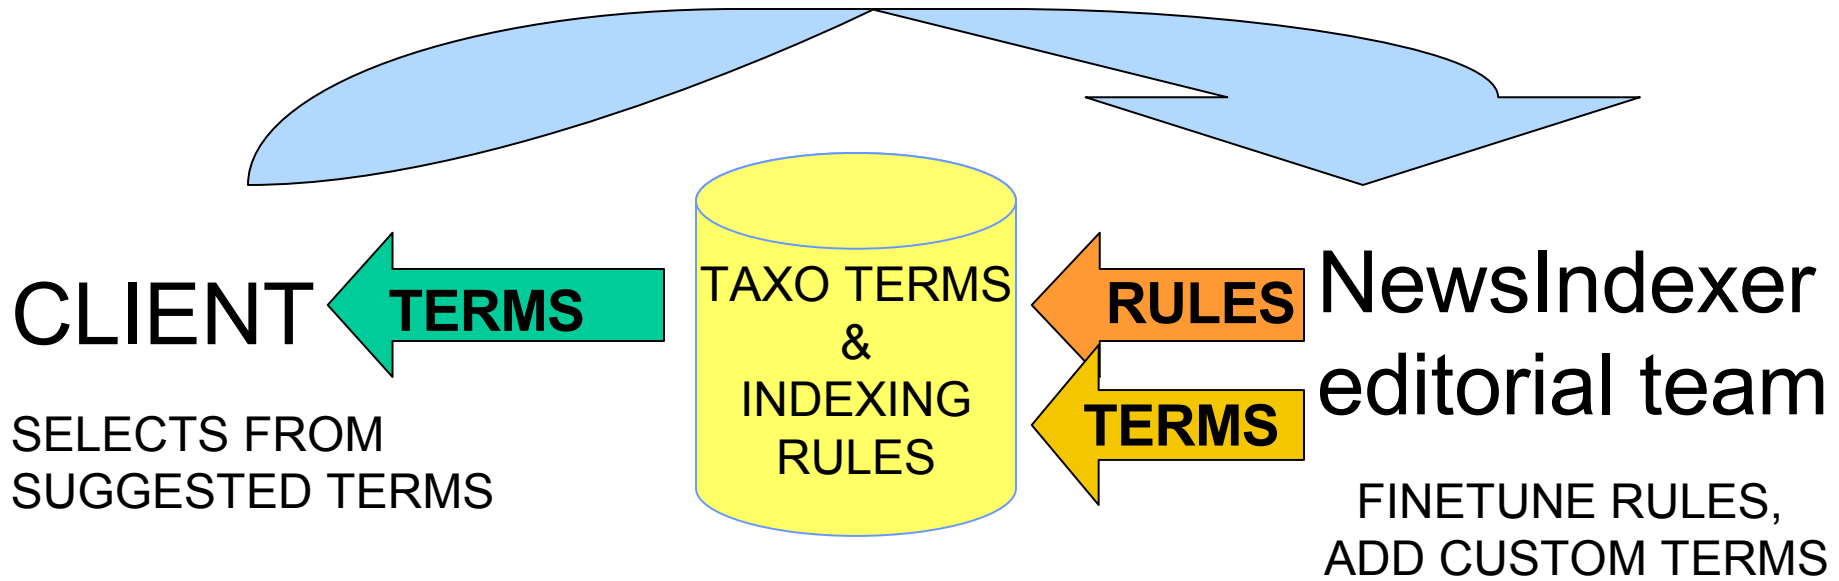 CLIENT
TERMS
SELECTS FROM
SUGGESTED TERMS
TAXO TERMS
&
INDEXING
RULES
RULES
TERMS
NewsIndexer
editorial team
FINETUNE RULES,
ADD CUSTOM TERMS